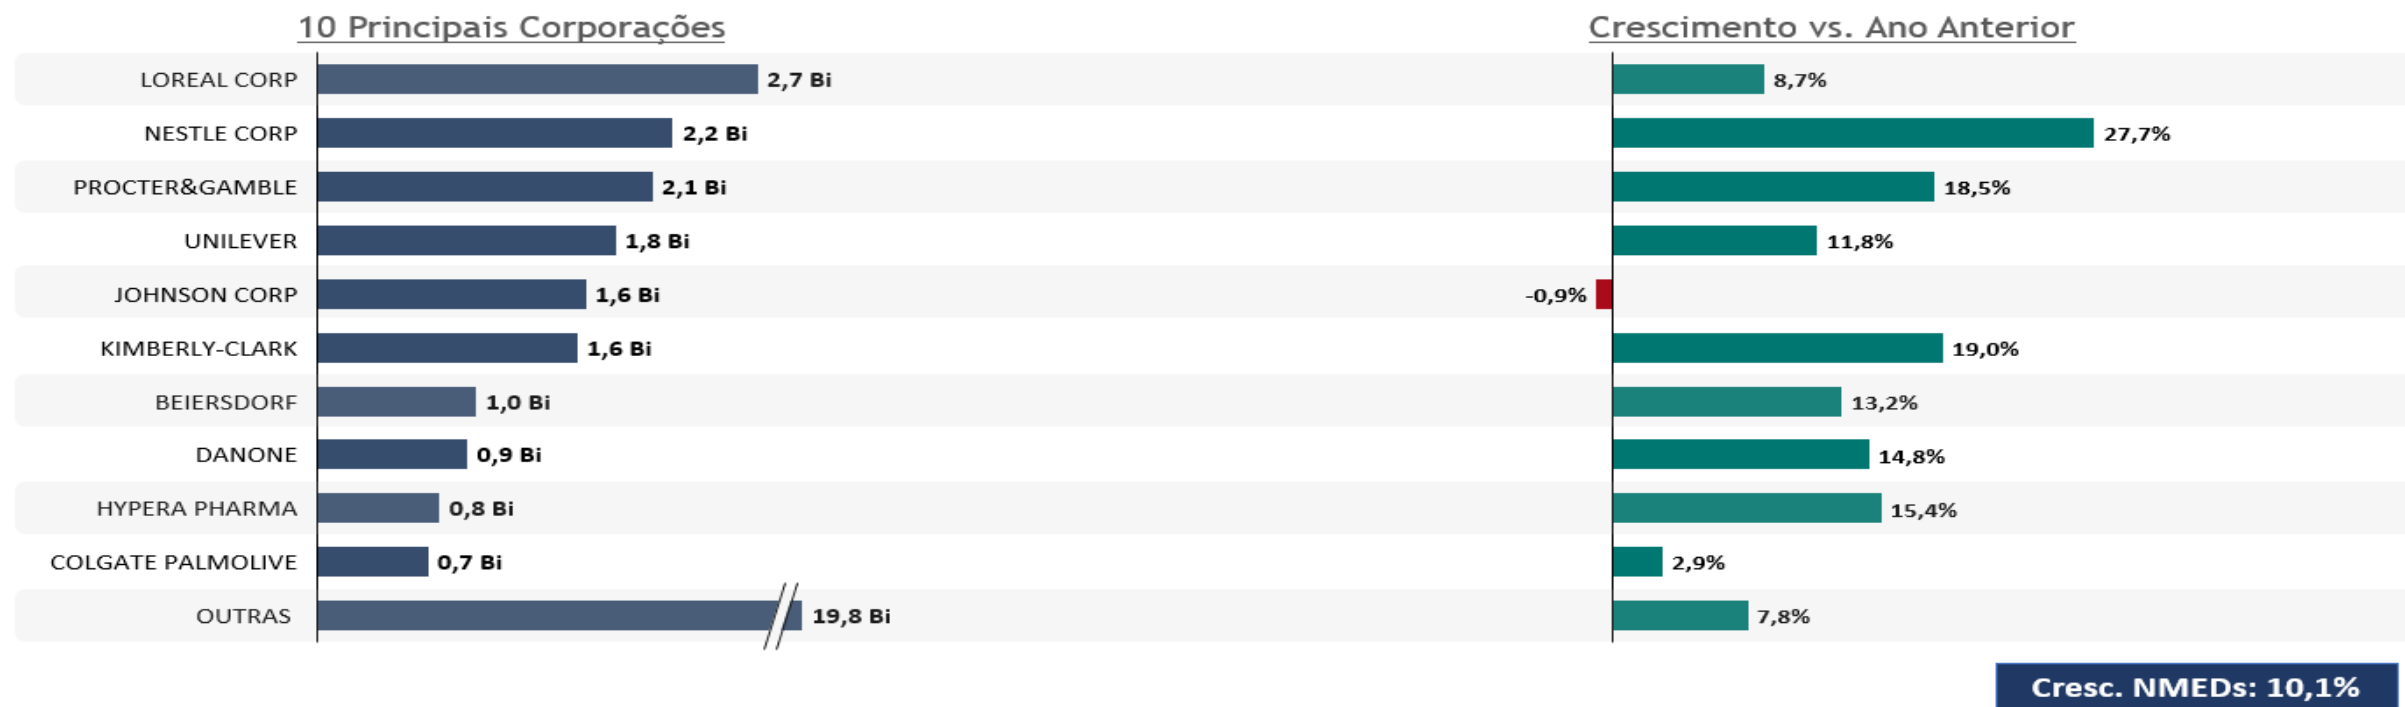 10 Principais Corporações
Crescimento vs. Ano Anterior
LOREAL CORP 2,7 Bi 8,7%
NESTLE CORP 2,2 Bi 27,7%
PROCTER&GAMBLE 2,1 Bi 18,5%
UNILEVER 1,8 Bi 11,8%
JOHNSON CORP 1,6 Bi -0,9%
KIMBERLY-CLARK 1,6 Bi 19,0%
BEIERSDORF 1,0 Bi 13,2%
DANONE 0,9 Bi 14,8%
HYPERA PHARMA 0,8 Bi 15,4%
COLGATE PALMOLIVE 0,7 Bi 2,9%
OUTRAS 19,8 Bi 7,8%
Cresc. NMEDs: 10,1%